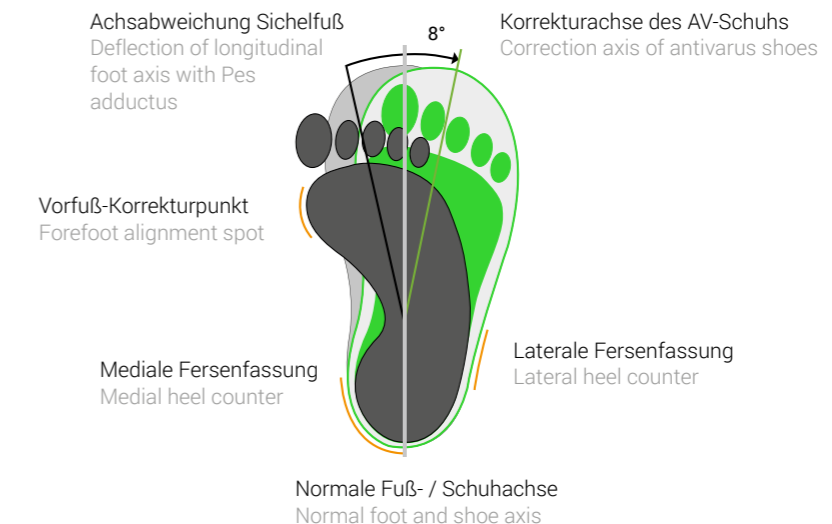 Achsabweichung Sichelfuß
Deflection of longitudinal
foot axis with Pes
adductus
8°
Korrekturachse des AV-Schuhs
Correction axis of antivarus shoes
Vorfuß-Korrekturpunkt
Forefoot alignment spot
Mediale Fersenfassung
Medial heel counter
Laterale Fersenfassung
Lateral heel counter
Normale Fuß- / Schuhachse
Normal foot and shoe axis